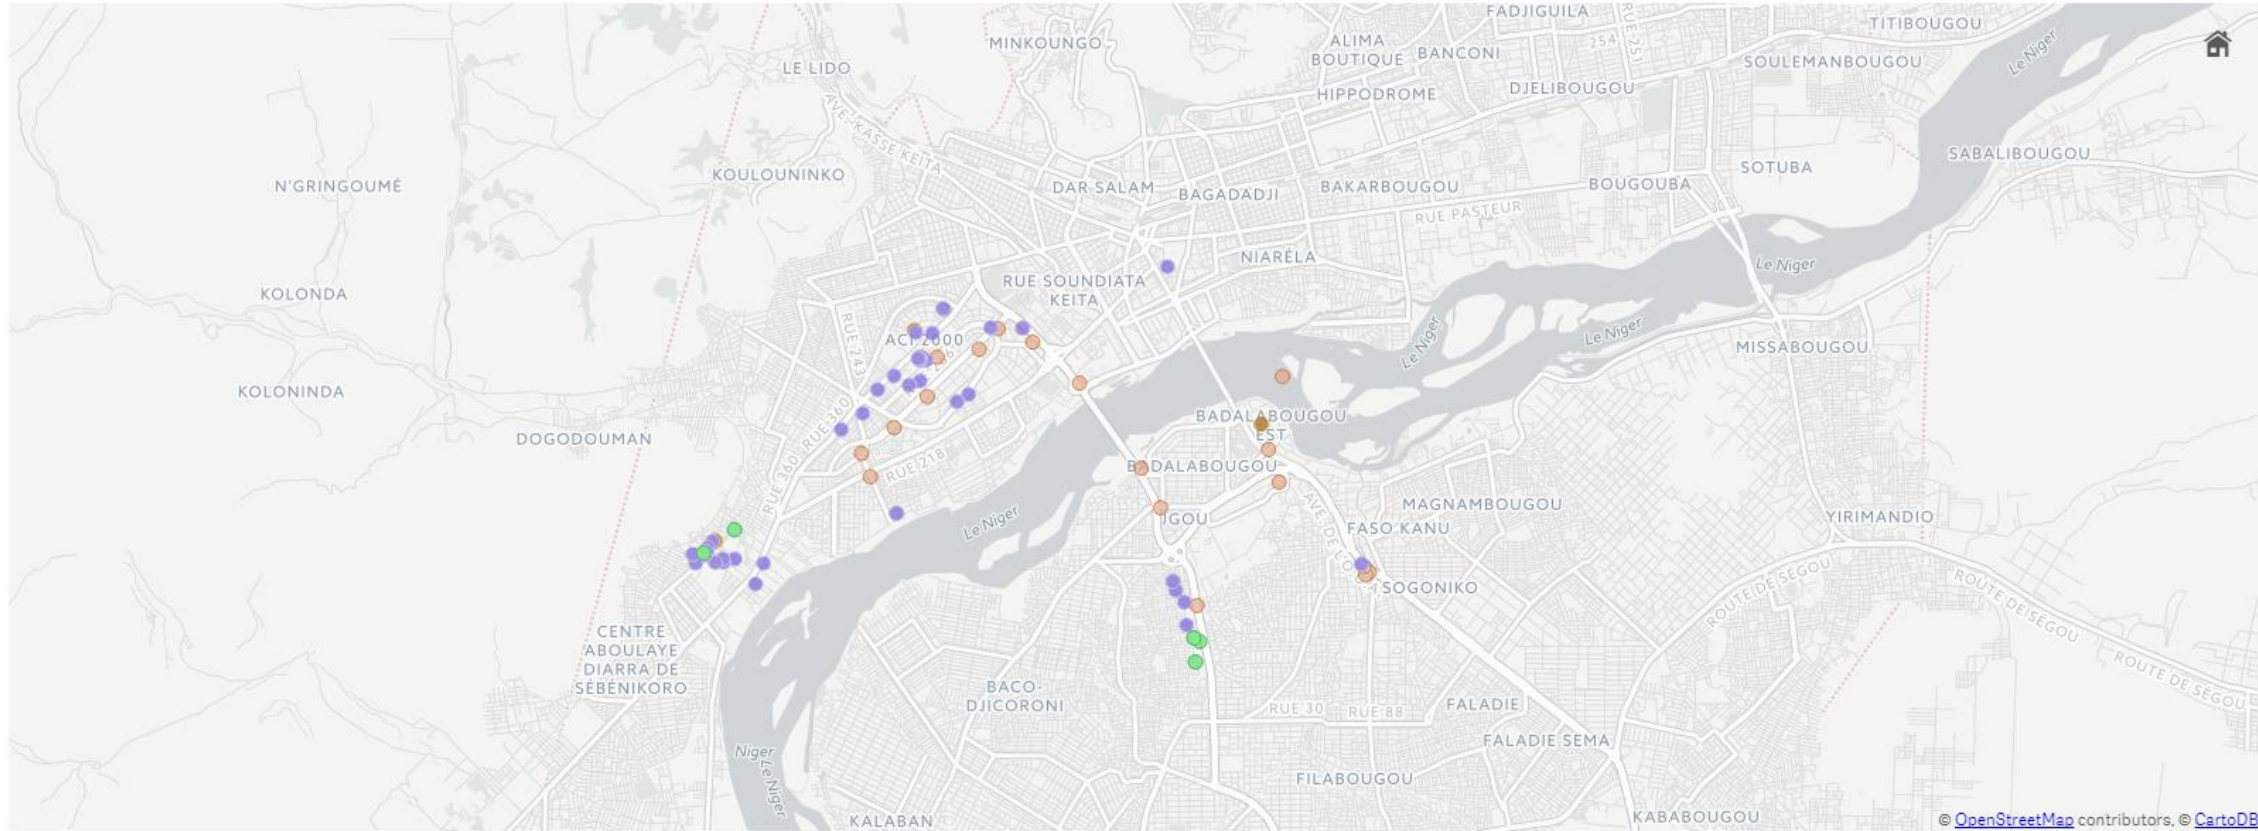 FADJIGUILA
TITIBOUGOU
MINKOUNGO
ALIMA
BOUTIQUE
BANCONI
254
RUE 251
SOULEMANBOUGOU
Le Niger
LE LIDO
HIPPODROME
DJELIBOUGOU
AVE. KASSE KEITA
SABALIBOUGOU
SOTUBA
KOULOUNINKO
N'GRINGOUMÉ
DAR SALAM
BAGADADJI
BAKARBOUGOU
BOUGOUBA
RUE PASTEUR
NIARÉLA
Le Niger
RUE SOUNDIATA
KEITA
KOLONDA
RUE 243
ACI 2000
Le Niger
Le Niger
MISSABOUGOU
KOLONINDA
RUE 360
BADALABOUGOU
EST
DOGODOUMAN
RUE 218
BADALABOUGOU
RUE 360
MAGNAMBOUGOU
Le Niger
UGOU
FASO KANU
YIRIMANDIO
AVE DE L'O
SOGONIKO
ROUTE DE SÉGOU
ROUTE DE SÉGOU
CENTRE
ABOULAYE
DIARRA DE
SÉBÉNIKORO
ROUTE DE SÉGOU
BACO-
DJICORONI
RUE 30
RUE 88
FALADIE
FALADIE SEMA
Niger
Le Niger
FILABOUGOU
KALABAN
KABABOUGOU
© OpenStreetMap contributors, © CartoDB